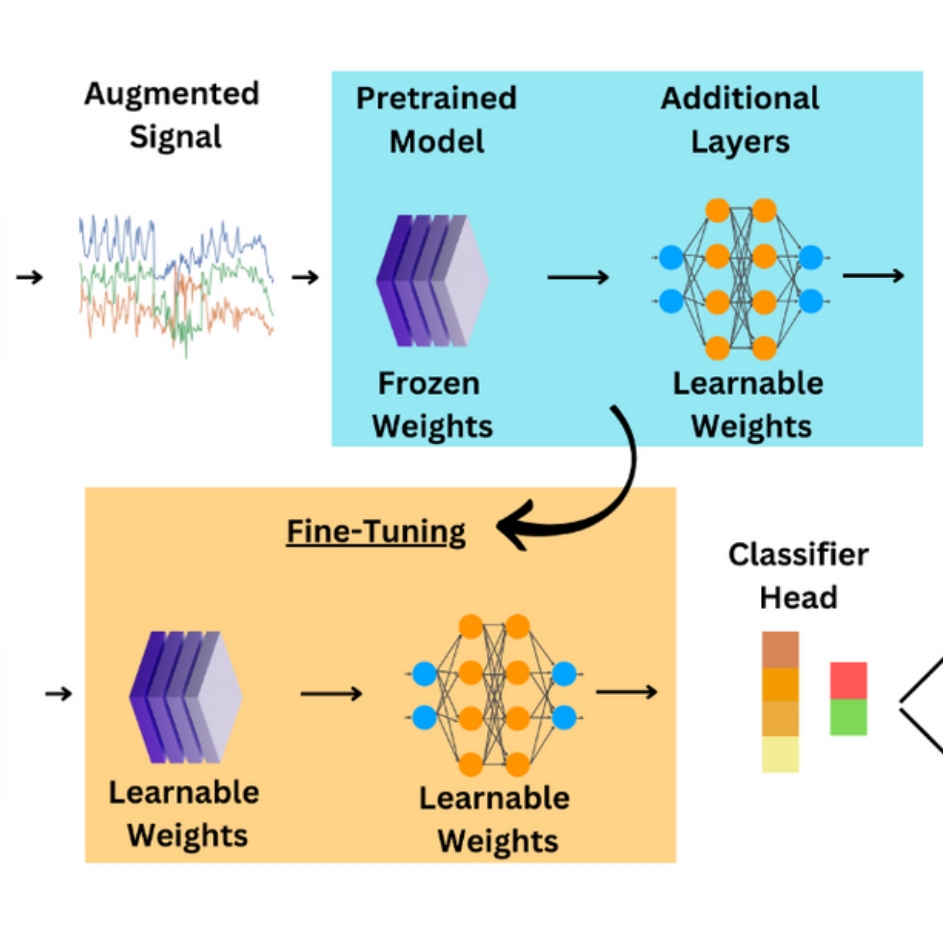 Augmented
Signal
Pretrained
Model
Additional
Layers
Frozen
Weights
Learnable
Weights
Fine-Tuning
Classifier
Head
Learnable
Weights
Learnable
Weights